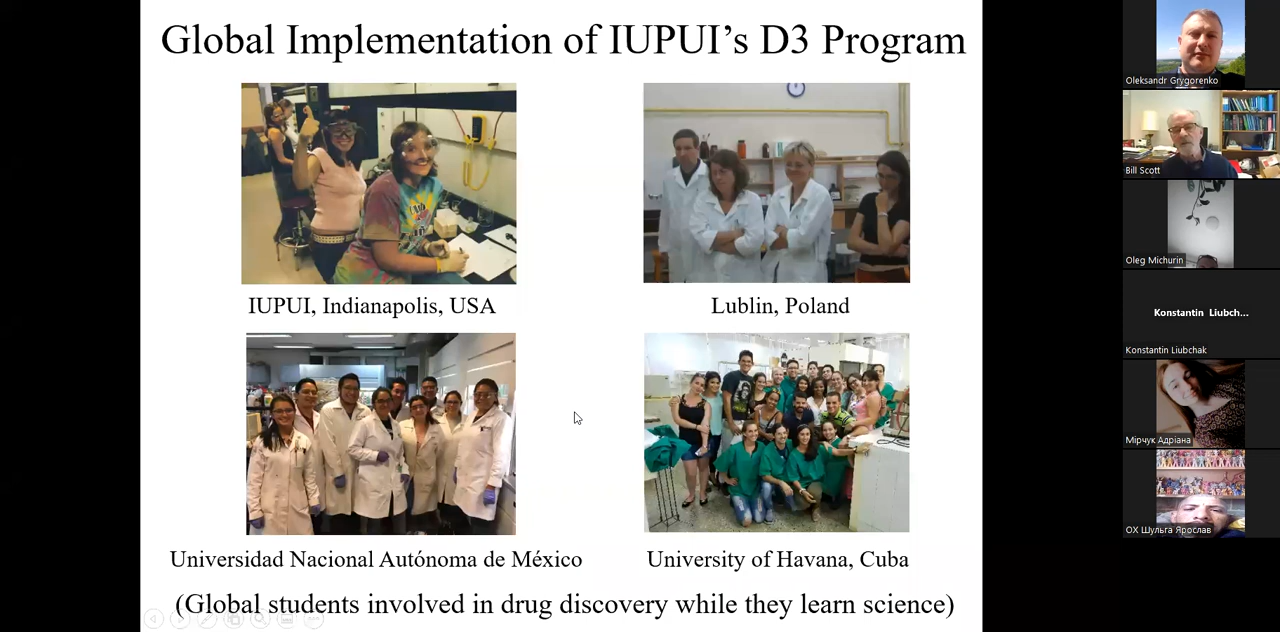 Global Implementation of IUPUI’s D3 Program
IUPUI, Indianapolis, USA
Lublin, Poland
Universidad Nacional Autónoma de México
University of Havana, Cuba
(Global students involved in drug discovery while they learn science)
Oleksandr Grygorenko
Bill Scott
Oleg Michurin
Konstantin Liubch...
Konstantin Liubchak
Мірчук Адріана
ОХ Шульга Ярослав